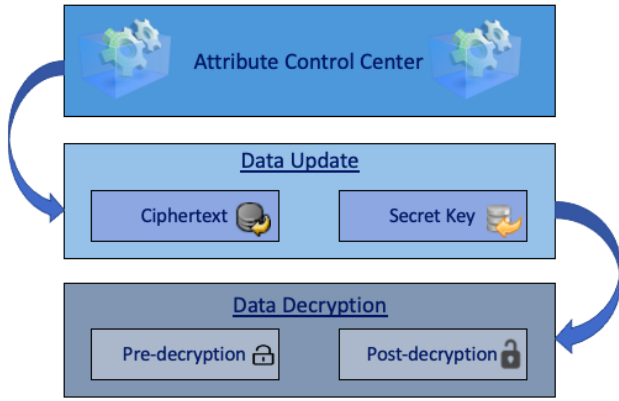 Attribute Control Center
Data Update
Ciphertext
Secret Key
Data Decryption
Pre-decryption
Post-decryption